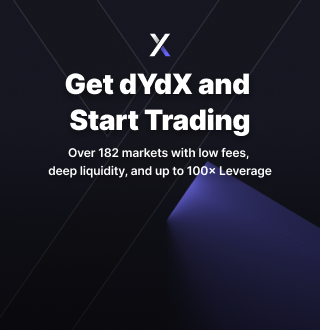 Get dYdX and
Start Trading
Over 182 markets with low fees,
deep liquidity, and up to 100× Leverage